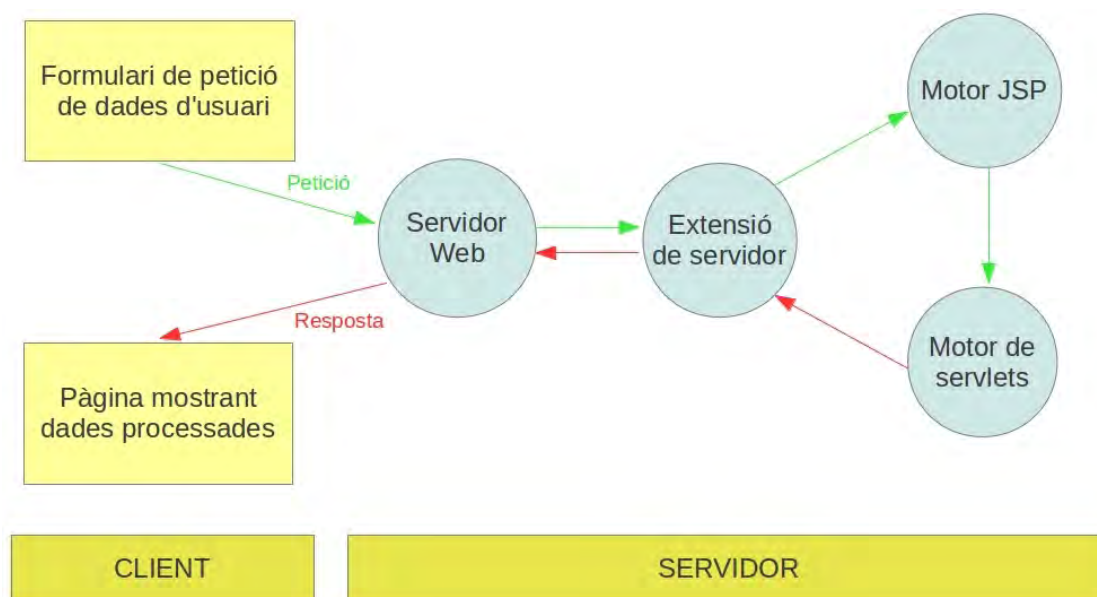 Formulari de petició
de dades d'usuari
Petició
Servidor
Web
Extensió
de servidor
Motor JSP
Motor de
servlets
Resposta
Pàgina mostrant
dades processades
CLIENT
SERVIDOR